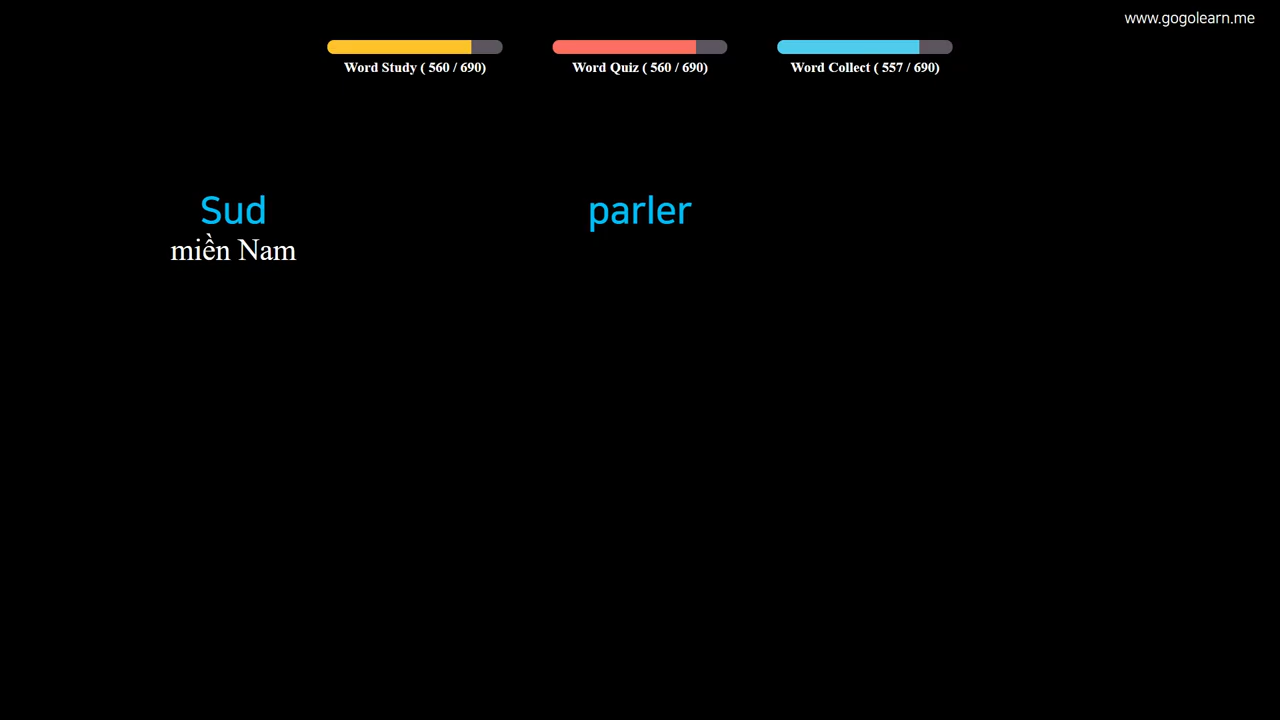 www.gogolearn.me
Word Study ( 560 / 690)
Word Quiz ( 560 / 690)
Word Collect ( 557 / 690)
Sud
miền Nam
parler